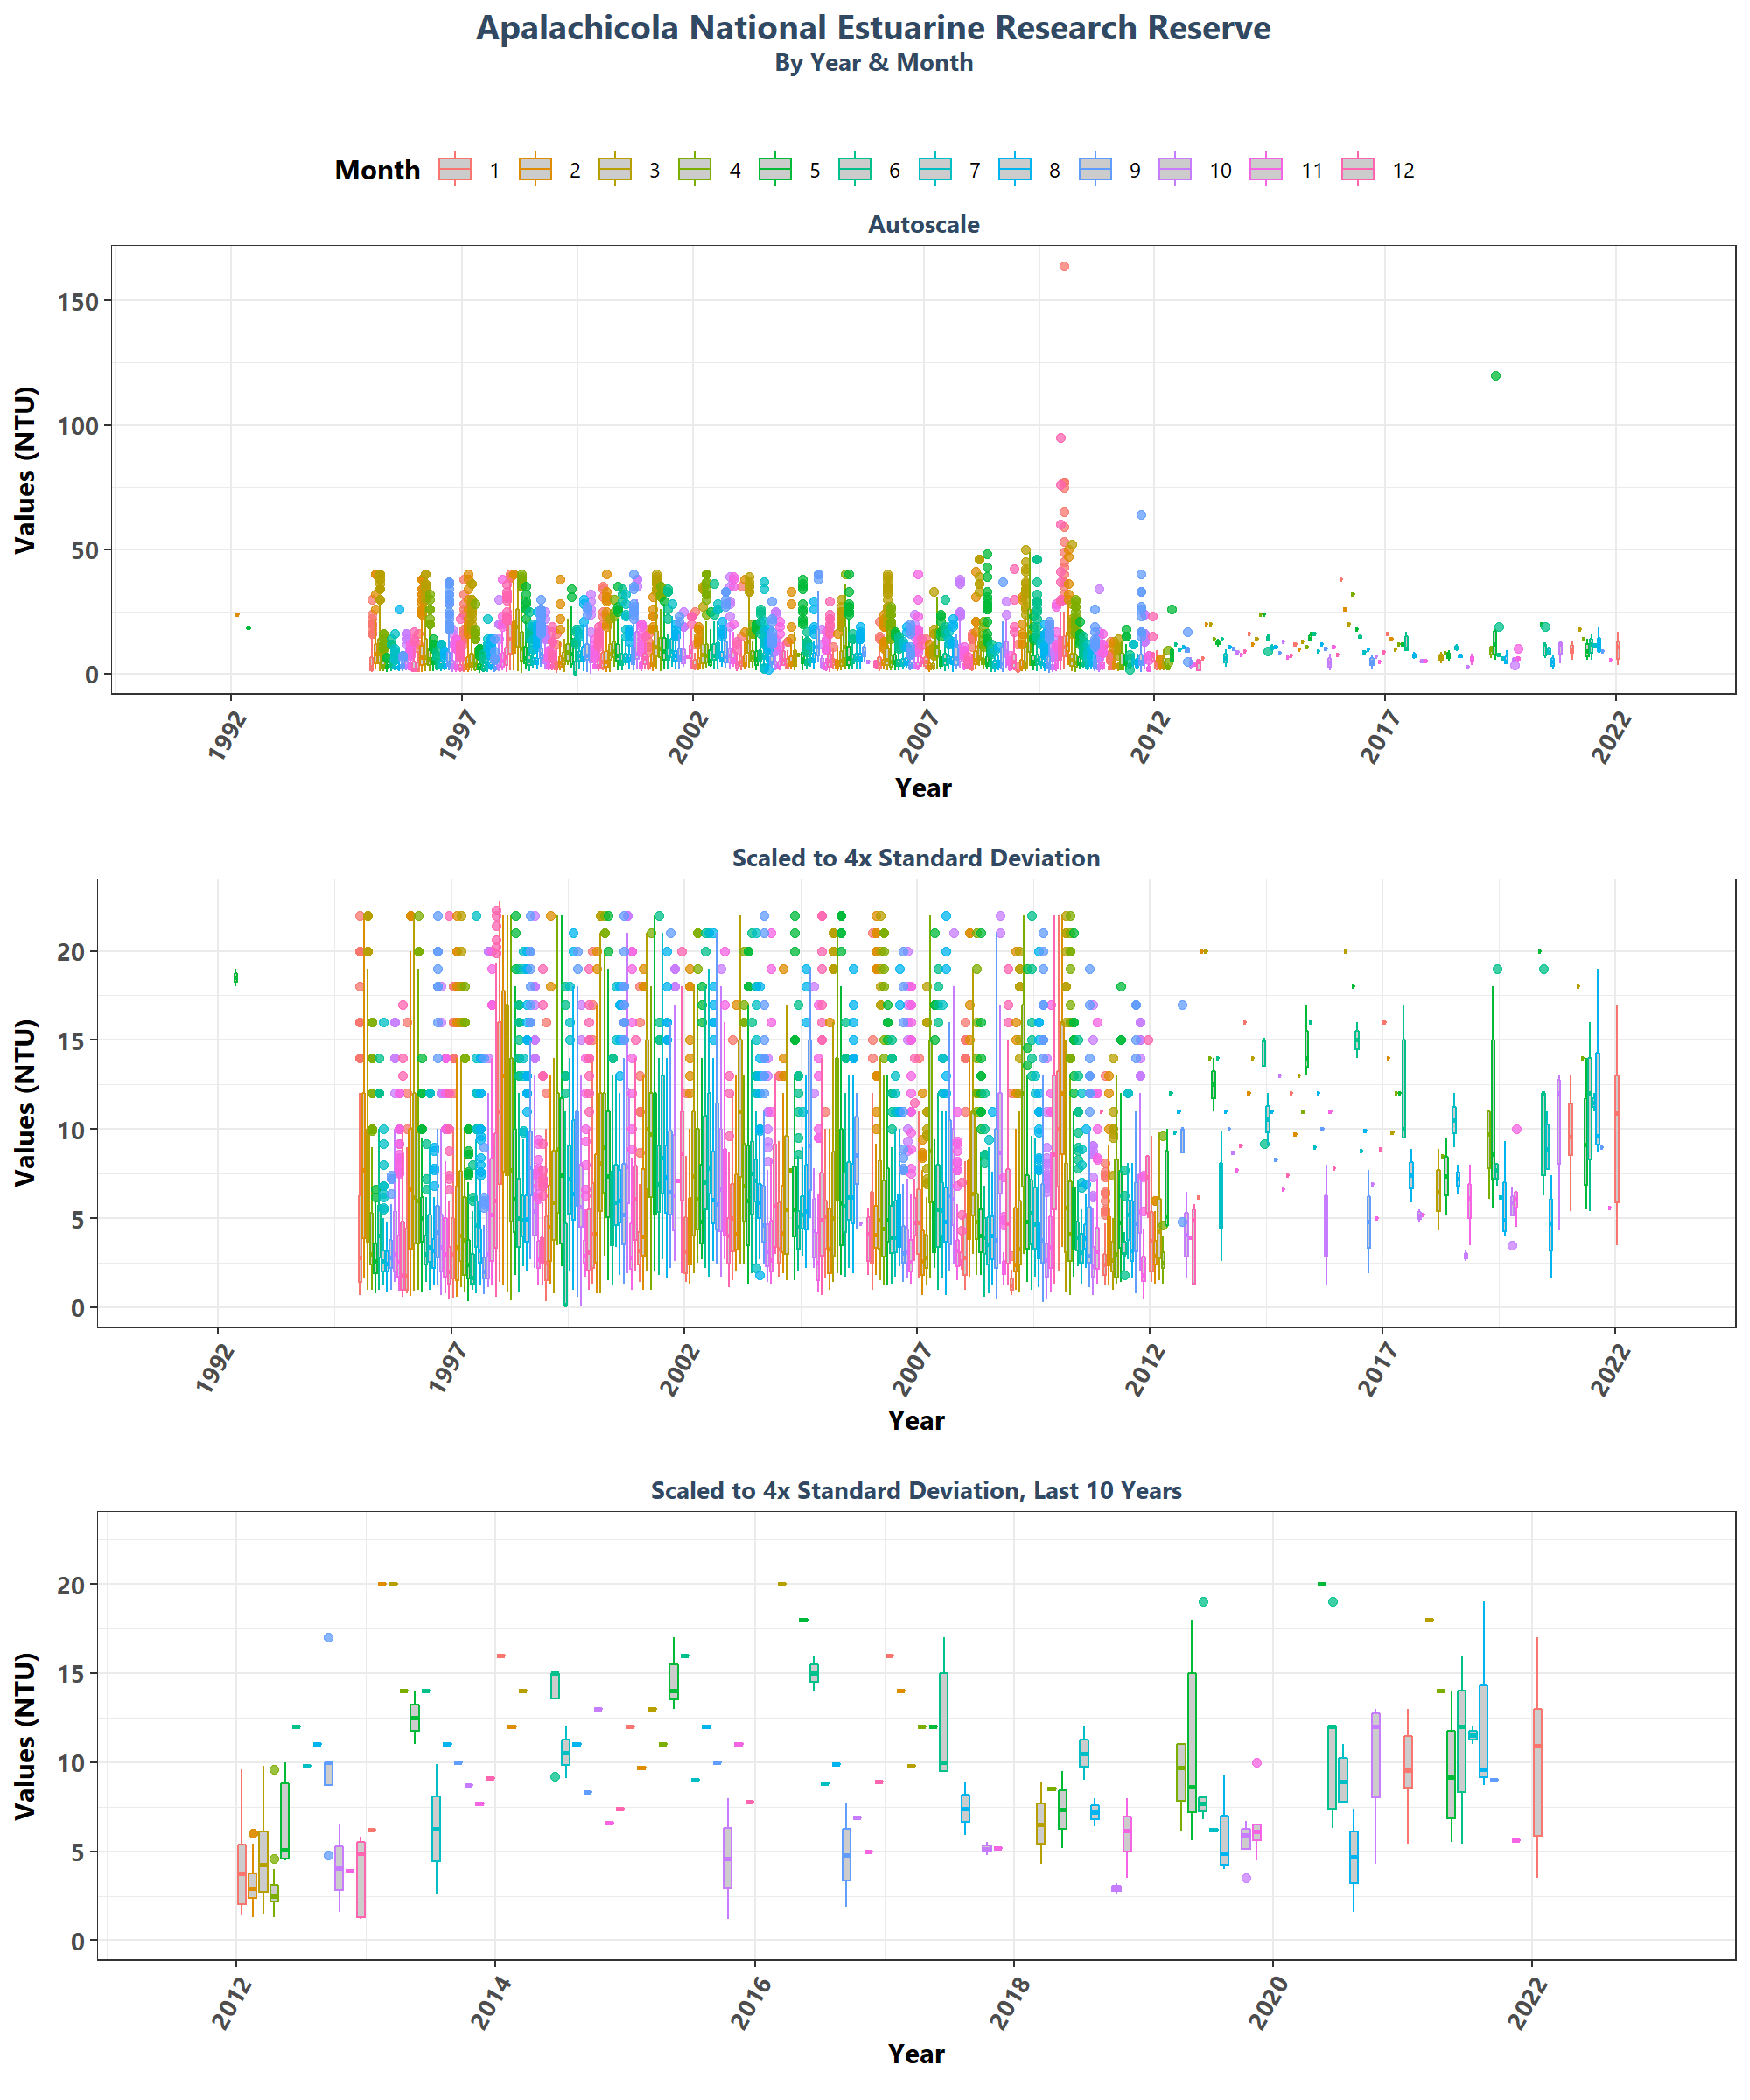 Apalachicola National Estuarine Research Reserve
By Year & Month
Month 1 2 3 4 5 6 7 8 9 10 11 12
Autoscale
Values (NTU)
150
100
50
0
1992 1997 2002 2007 2012 2017 2022
Year
Scaled to 4x Standard Deviation
Values (NTU)
20
15
10
5
0
1992 1997 2002 2007 2012 2017 2022
Year
Scaled to 4x Standard Deviation, Last 10 Years
Values (NTU)
20
15
10
5
0
2012 2014 2016 2018 2020 2022
Year